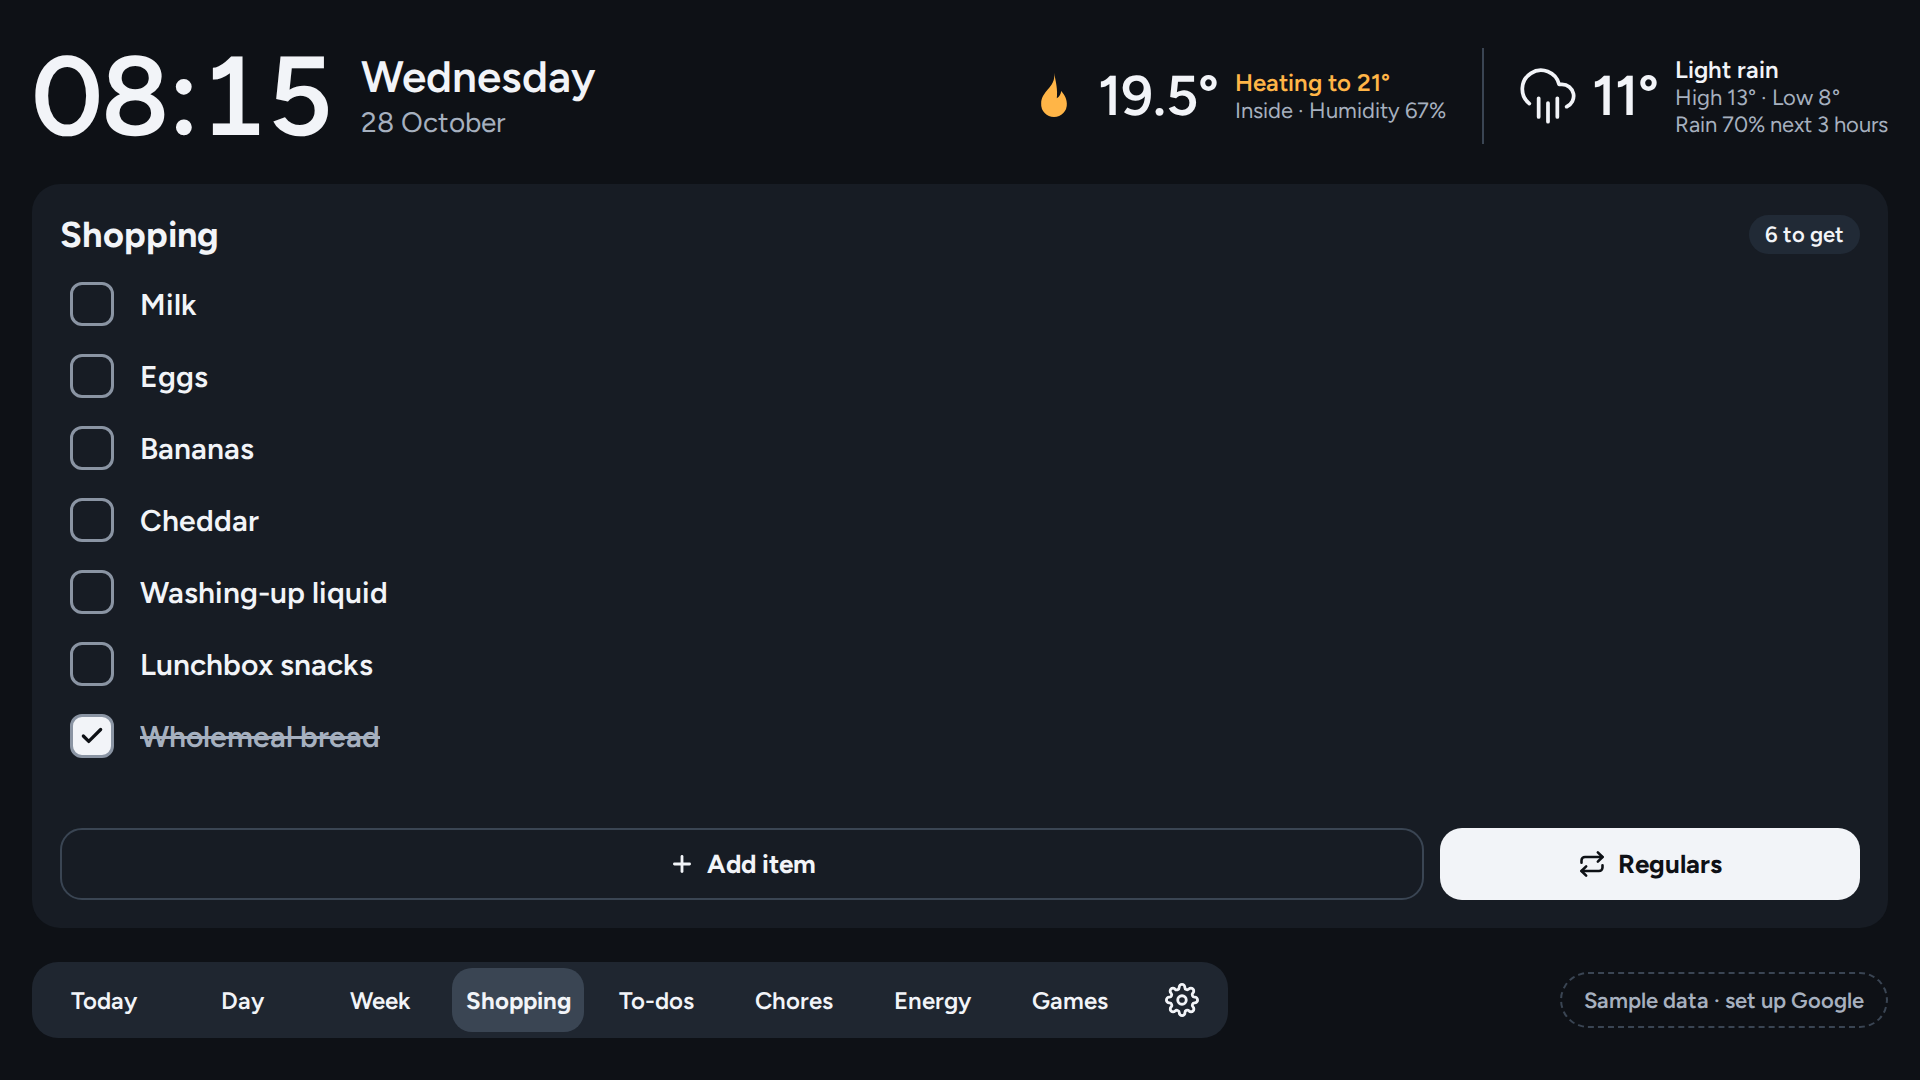 08:15
Wednesday
28 October
19.5°
Heating to 21°
Inside · Humidity 67%
11°
Light rain
High 13° · Low 8°
Rain 70% next 3 hours
Shopping
6 to get
Milk
Eggs
Bananas
Cheddar
Washing-up liquid
Lunchbox snacks
Wholemeal bread
Add item
Regulars
Today
Day
Week
Shopping
To-dos
Chores
Energy
Games
Sample data · set up Google